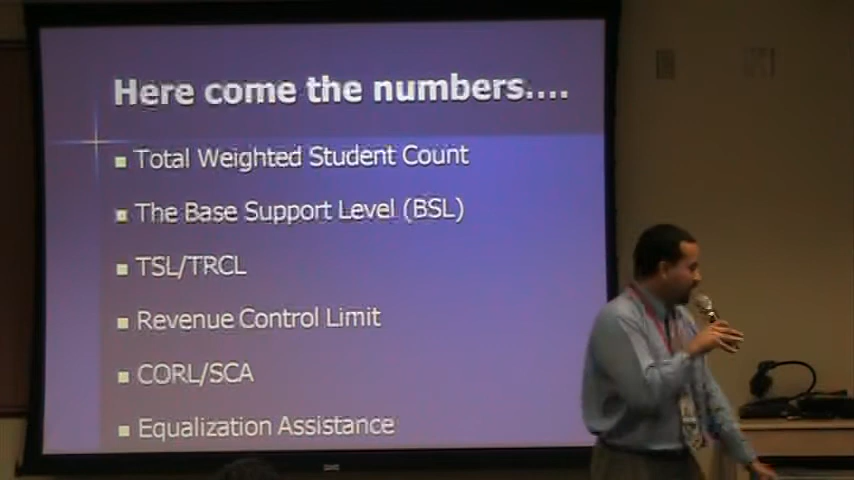 Here come the numbers....
Total Weighted Student Count
The Base Support Level (BSL)
TSL/TRCL
Revenue Control Limit
CORL/SCA
Equalization Assistance